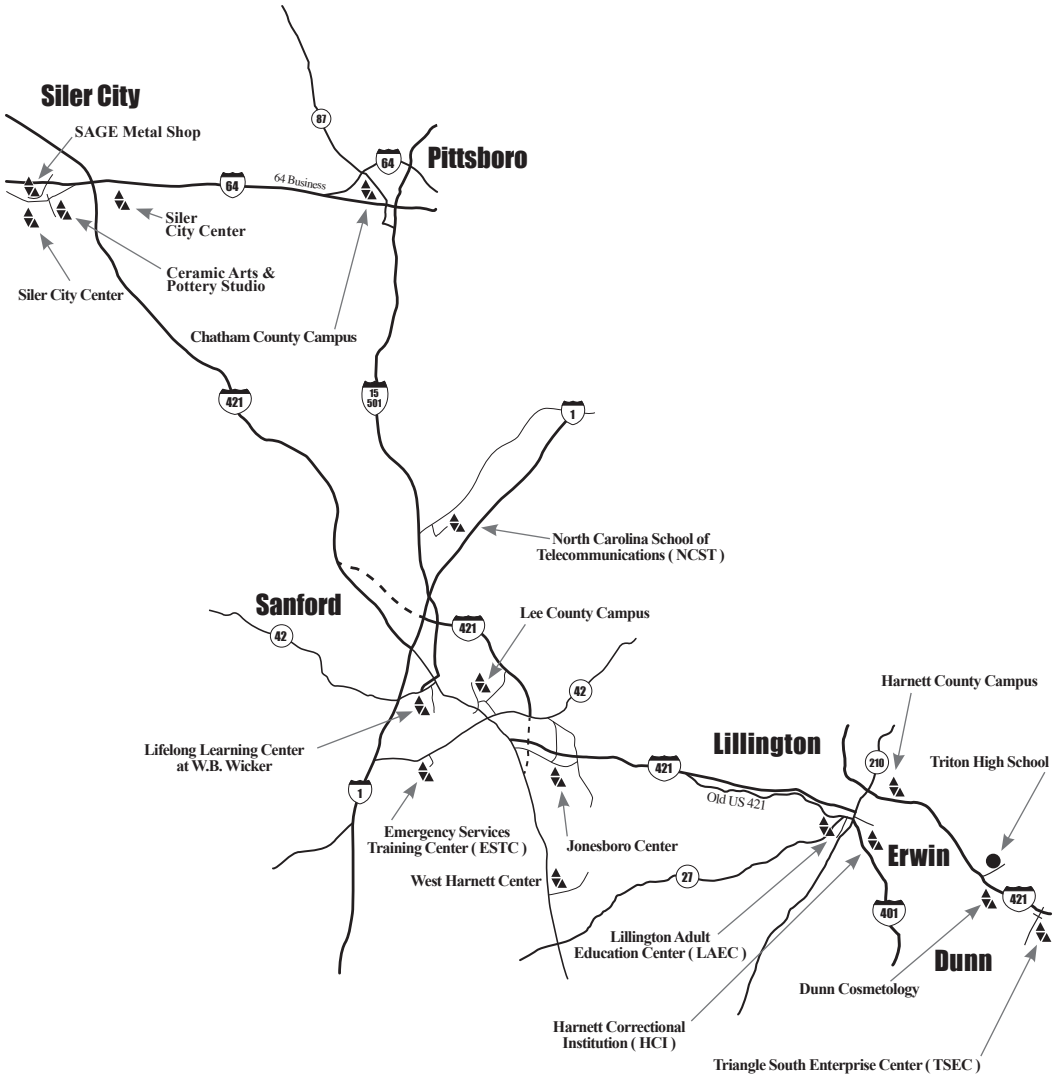 Siler City
SAGE Metal Shop
87
64
Pittsboro
64 Business
64
Siler
City Center
Ceramic Arts &
Pottery Studio
Siler City Center
Chatham County Campus
421
15
501
1
North Carolina School of
Telecommunications ( NCST )
Sanford
Lee County Campus
421
42
42
Harnett County Campus
Lifelong Learning Center
at W.B. Wicker
Lillington
210
Triton High School
421
Old US 421
1
Emergency Services
Training Center ( ESTC )
Jonesboro Center
Erwin
West Harnett Center
27
421
401
Lillington Adult
Education Center ( LAEC )
Dunn
Dunn Cosmetology
Harnett Correctional
Institution ( HCI )
Triangle South Enterprise Center ( TSEC )